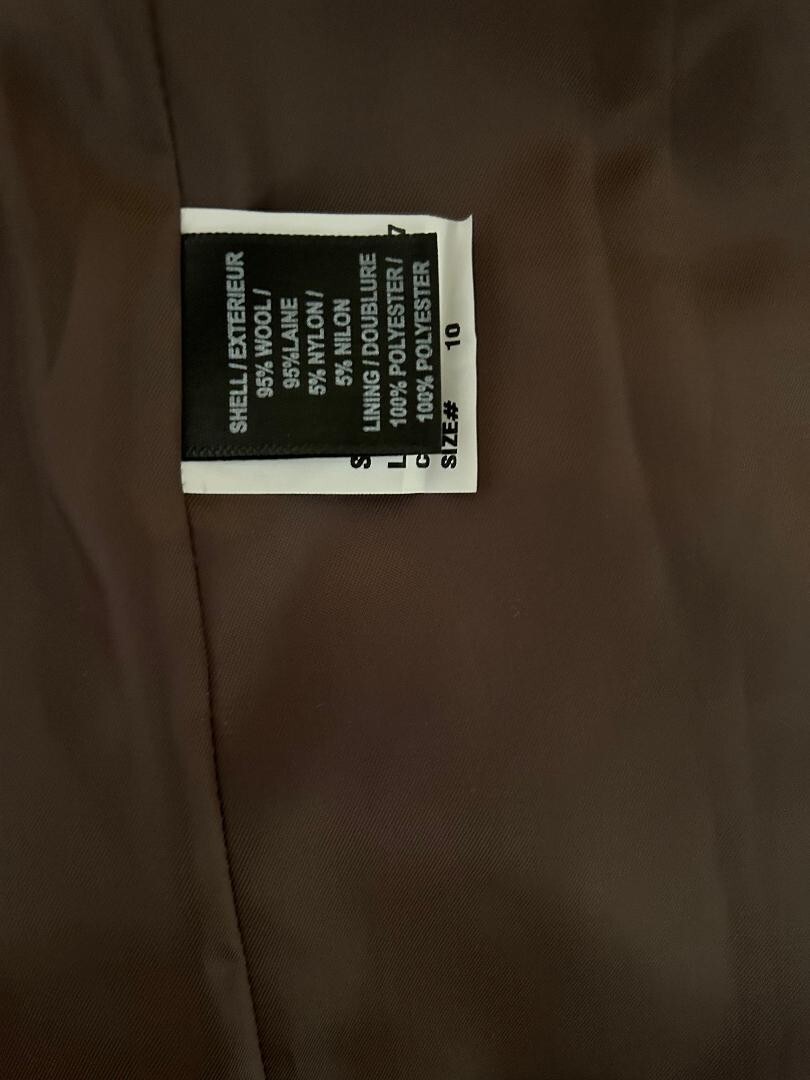 SHELL / EXTERIEUR
95% WOOL /
95%LAINE
5% NYLON /
5% NILON
LINING / DOUBLURE
100% POLYESTER /
100% POLYESTER
SIZE# 10